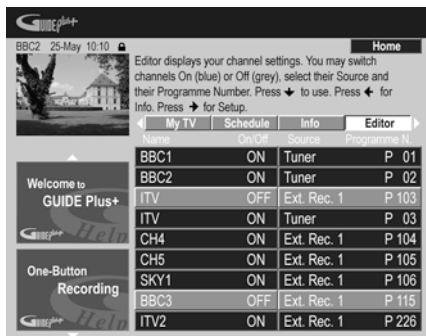 GUIDE Plus+
BBC2 25-May 10:10
Home
Editor displays your channel settings. You may switch
channels On (blue) or Off (grey), select their Source and
their Programme Number. Press ↓ to use. Press ← for
Info. Press → for Setup.
My TV Schedule Info Editor
Name On/Off Source Programme N.
BBC1 ON Tuner P 01
BBC2 ON Tuner P 02
ITV OFF Ext. Rec. 1 P 103
ITV ON Tuner P 03
CH4 ON Ext. Rec. 1 P 104
CH5 ON Ext. Rec. 1 P 105
SKY1 ON Ext. Rec. 1 P 106
BBC3 OFF Ext. Rec. 1 P 115
ITV2 ON Ext. Rec. 1 P 226
Welcome to
GUIDE Plus+
GUIDE Plus+ Help
One-Button
Recording
GUIDE Plus+ Help